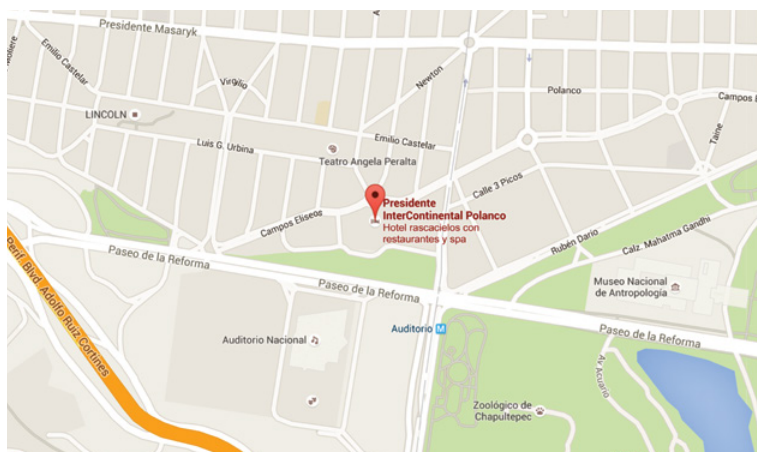 Presidente Masaryk
Emilio Castelar
Virgilio
Newton
Polanco
LINCOLN
Luis G. Urbina
Emilio Castelar
Teatro Angela Peralta
Taine
Calle 3 Picos
Presidente
InterContinental Polanco
Hotel rascacielos con
restaurantes y spa
Campos Eliseos
Rubén Darío
Calz. Mahatma Gandhi
Paseo de la Reforma
Museo Nacional
de Antropología
Paseo de la Reforma
Perif. Blvd. Adolfo Ruiz Cortines
Auditorio Nacional
Auditorio M
Paseo de la Reforma
Av Acuario
Zoológico de
Chapultepec